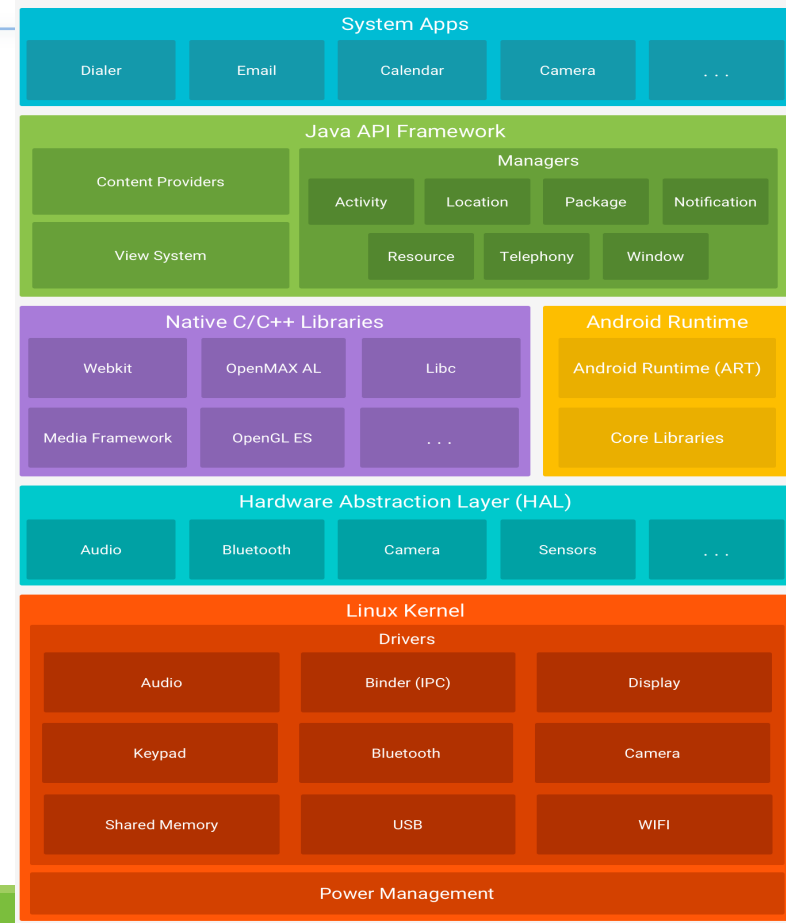 System Apps
Dialer Email Calendar Camera . . .
Java API Framework
Content Providers
View System
Managers
Activity Location Package Notification
Resource Telephony Window
Native C/C++ Libraries
Webkit OpenMAX AL Libc
Media Framework OpenGL ES . . .
Android Runtime
Android Runtime (ART)
Core Libraries
Hardware Abstraction Layer (HAL)
Audio Bluetooth Camera Sensors . . .
Linux Kernel
Drivers
Audio Binder (IPC) Display
Keypad Bluetooth Camera
Shared Memory USB WIFI
Power Management